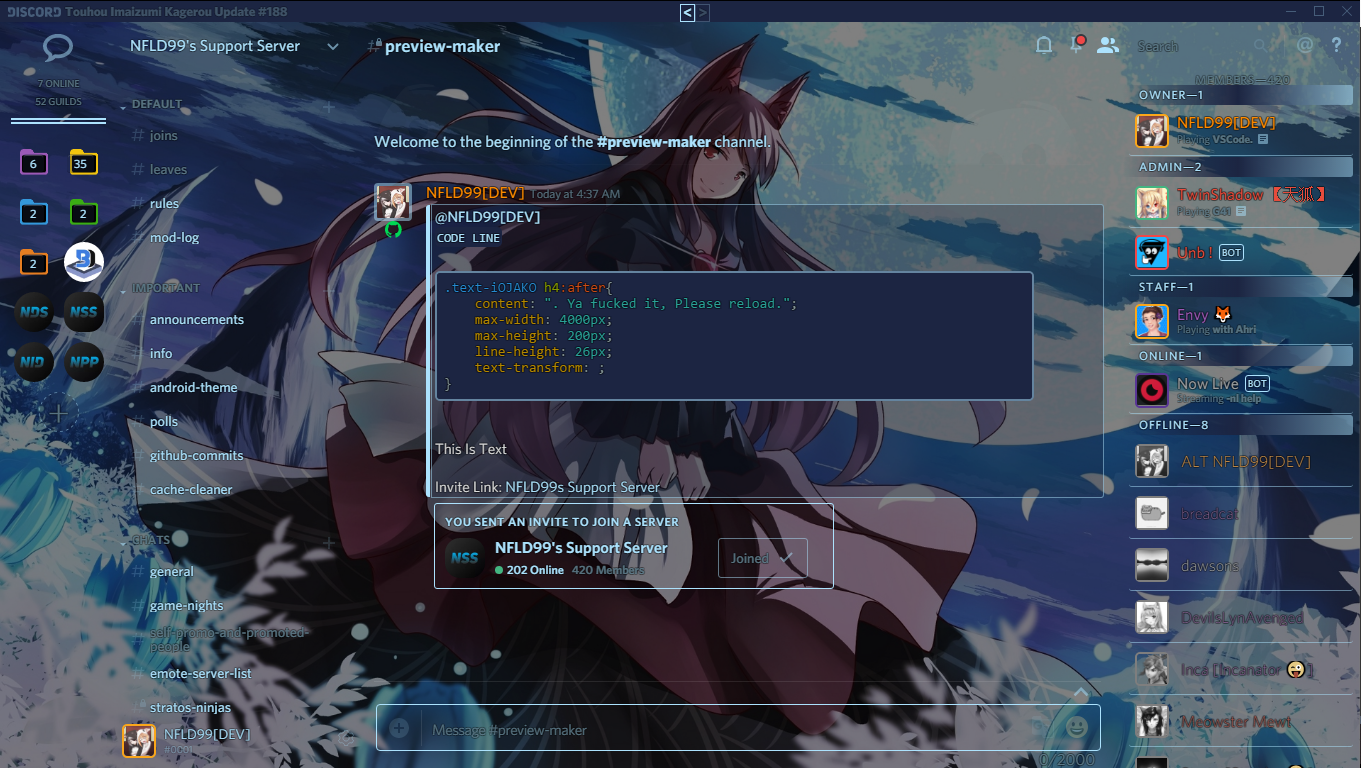 DISCORD Touhou Imaizumi Kagerou Update #188
< >
NFLD99's Support Server
#preview-maker
Search
@ ?
7 ONLINE
52 GUILDS
6
35
2
2
2
NDS
NSS
NID
NPP
DEFAULT
# joins
# leaves
# rules
# mod-log
IMPORTANT
# announcements
# info
# android-theme
# polls
# github-commits
# cache-cleaner
CHATS
# general
# game-nights
# self-promo-and-promoted-
people
# emote-server-list
# stratos-ninjas
NFLD99[DEV]
#0001
Welcome to the beginning of the #preview-maker channel.
NFLD99[DEV] Today at 4:37 AM
@NFLD99[DEV]
CODE LINE
.text-iOJAKO h4:after{
content: ". Ya fucked it, Please reload.";
max-width: 4000px;
max-height: 200px;
line-height: 26px;
text-transform: ;
}
This Is Text
Invite Link: NFLD99s Support Server
YOU SENT AN INVITE TO JOIN A SERVER
NSS
NFLD99's Support Server
202 Online 420 Members
Joined
Message #preview-maker
0/2000
MEMBERS—420
OWNER—1
NFLD99[DEV]
Playing VSCode.
ADMIN—2
TwinShadow【天狐】
Playing G41
Unb ! BOT
STAFF—1
Envy 🦊
Playing with Ahri
ONLINE—1
Now Live BOT
Streaming -nl help
OFFLINE—8
ALT NFLD99[DEV]
breadcat
dawsons
DevilsLynAvenged
Inca [Incanator 😜]
Meowster Mew1